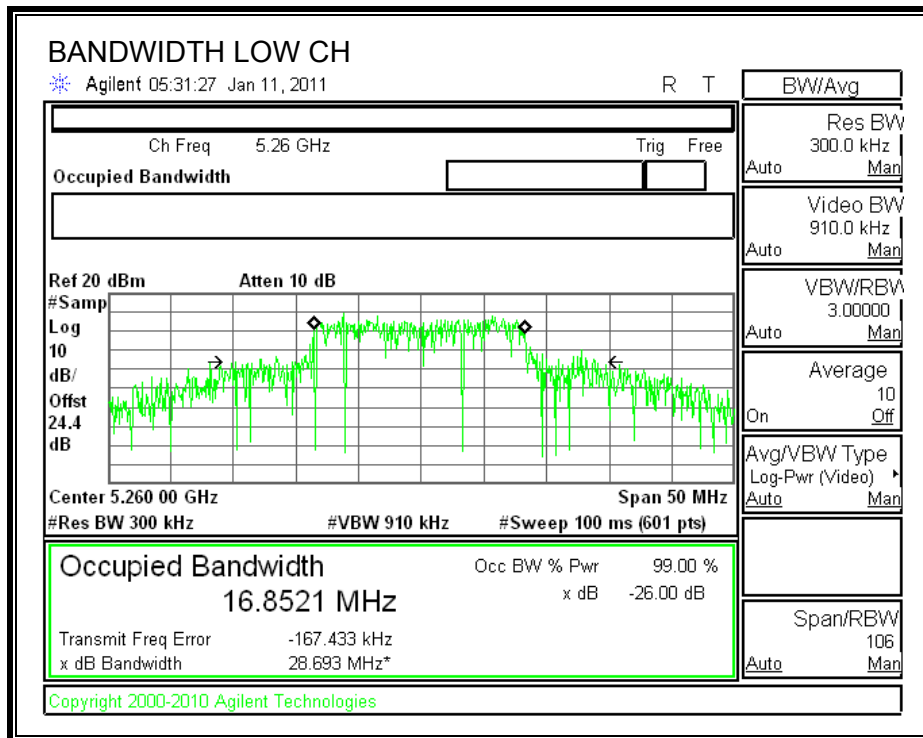 BANDWIDTH LOW CH
Agilent 05:31:27 Jan 11, 2011 R T
BW/Avg
Ch Freq 5.26 GHz Trig Free
Occupied Bandwidth
Res BW
300.0 kHz
Auto Man
Video BW
910.0 kHz
Auto Man
VBW/RBW
3.00000
Auto Man
Average
10
On Off
Avg/VBW Type
Log-Pwr (Video)
Auto Man
Span/RBW
106
Auto Man
Ref 20 dBm Atten 10 dB
#Samp
Log
10
dB/
Offst
24.4
dB
Center 5.260 00 GHz Span 50 MHz
#Res BW 300 kHz #VBW 910 kHz #Sweep 100 ms (601 pts)
Occupied Bandwidth Occ BW % Pwr 99.00 %
16.8521 MHz x dB -26.00 dB
Transmit Freq Error -167.433 kHz
x dB Bandwidth 28.693 MHz*
Copyright 2000-2010 Agilent Technologies